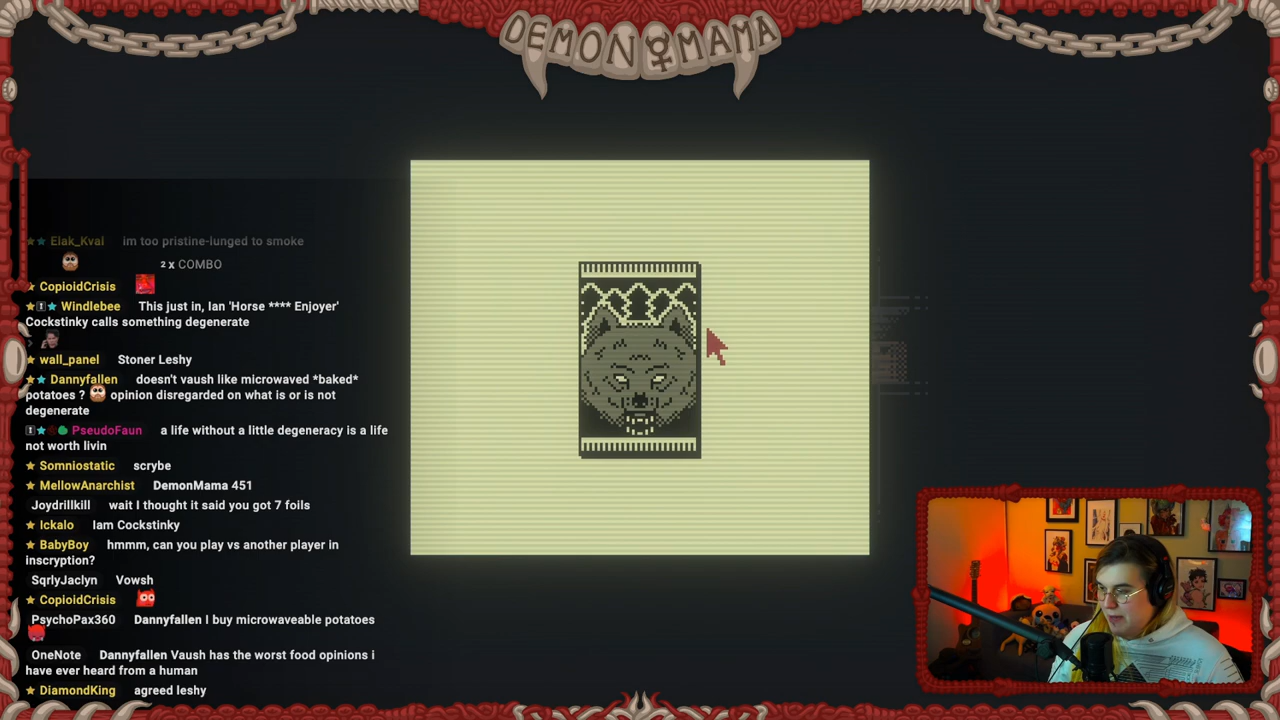 DEMON MAMA
Elak_Kval im too pristine-lunged to smoke
2 x COMBO
CopioidCrisis
Windlebee This just in, Ian 'Horse **** Enjoyer'
Cockstinky calls something degenerate
wall_panel Stoner Leshy
Dannyfallen doesn't vaush like microwaved *baked*
potatoes ? opinion disregarded on what is or is not
degenerate
PseudoFaun a life without a little degeneracy is a life
not worth livin
Somniostatic scrybe
MellowAnarchist DemonMama 451
Joydrillkill wait I thought it said you got 7 foils
Ickalo Iam Cockstinky
BabyBoy hmmm, can you play vs another player in
inscryption?
SqrlyJaclyn Vowsh
CopioidCrisis
PsychoPax360 Dannyfallen I buy microwaveable potatoes
OneNote Dannyfallen Vaush has the worst food opinions i
have ever heard from a human
DiamondKing agreed leshy